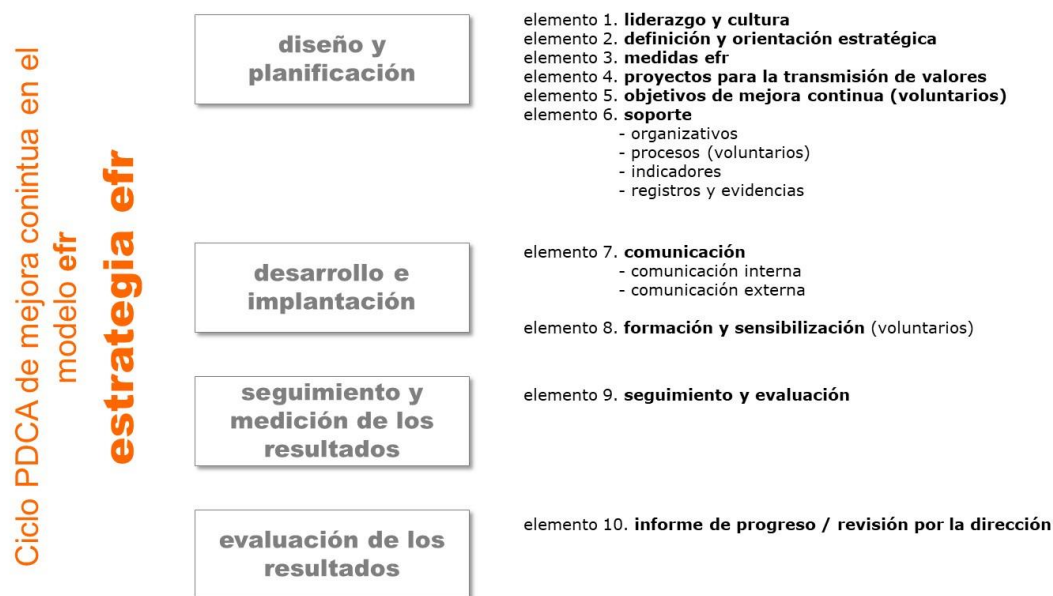 Ciclo PDCA de mejora conintua en el
modelo efr
estrategia efr
diseño y
planificación
elemento 1. liderazgo y cultura
elemento 2. definición y orientación estratégica
elemento 3. medidas efr
elemento 4. proyectos para la transmisión de valores
elemento 5. objetivos de mejora continua (voluntarios)
elemento 6. soporte
- organizativos
- procesos (voluntarios)
- indicadores
- registros y evidencias
desarrollo e
implantación
elemento 7. comunicación
- comunicación interna
- comunicación externa
elemento 8. formación y sensibilización (voluntarios)
seguimiento y
medición de los
resultados
elemento 9. seguimiento y evaluación
evaluación de los
resultados
elemento 10. informe de progreso / revisión por la dirección